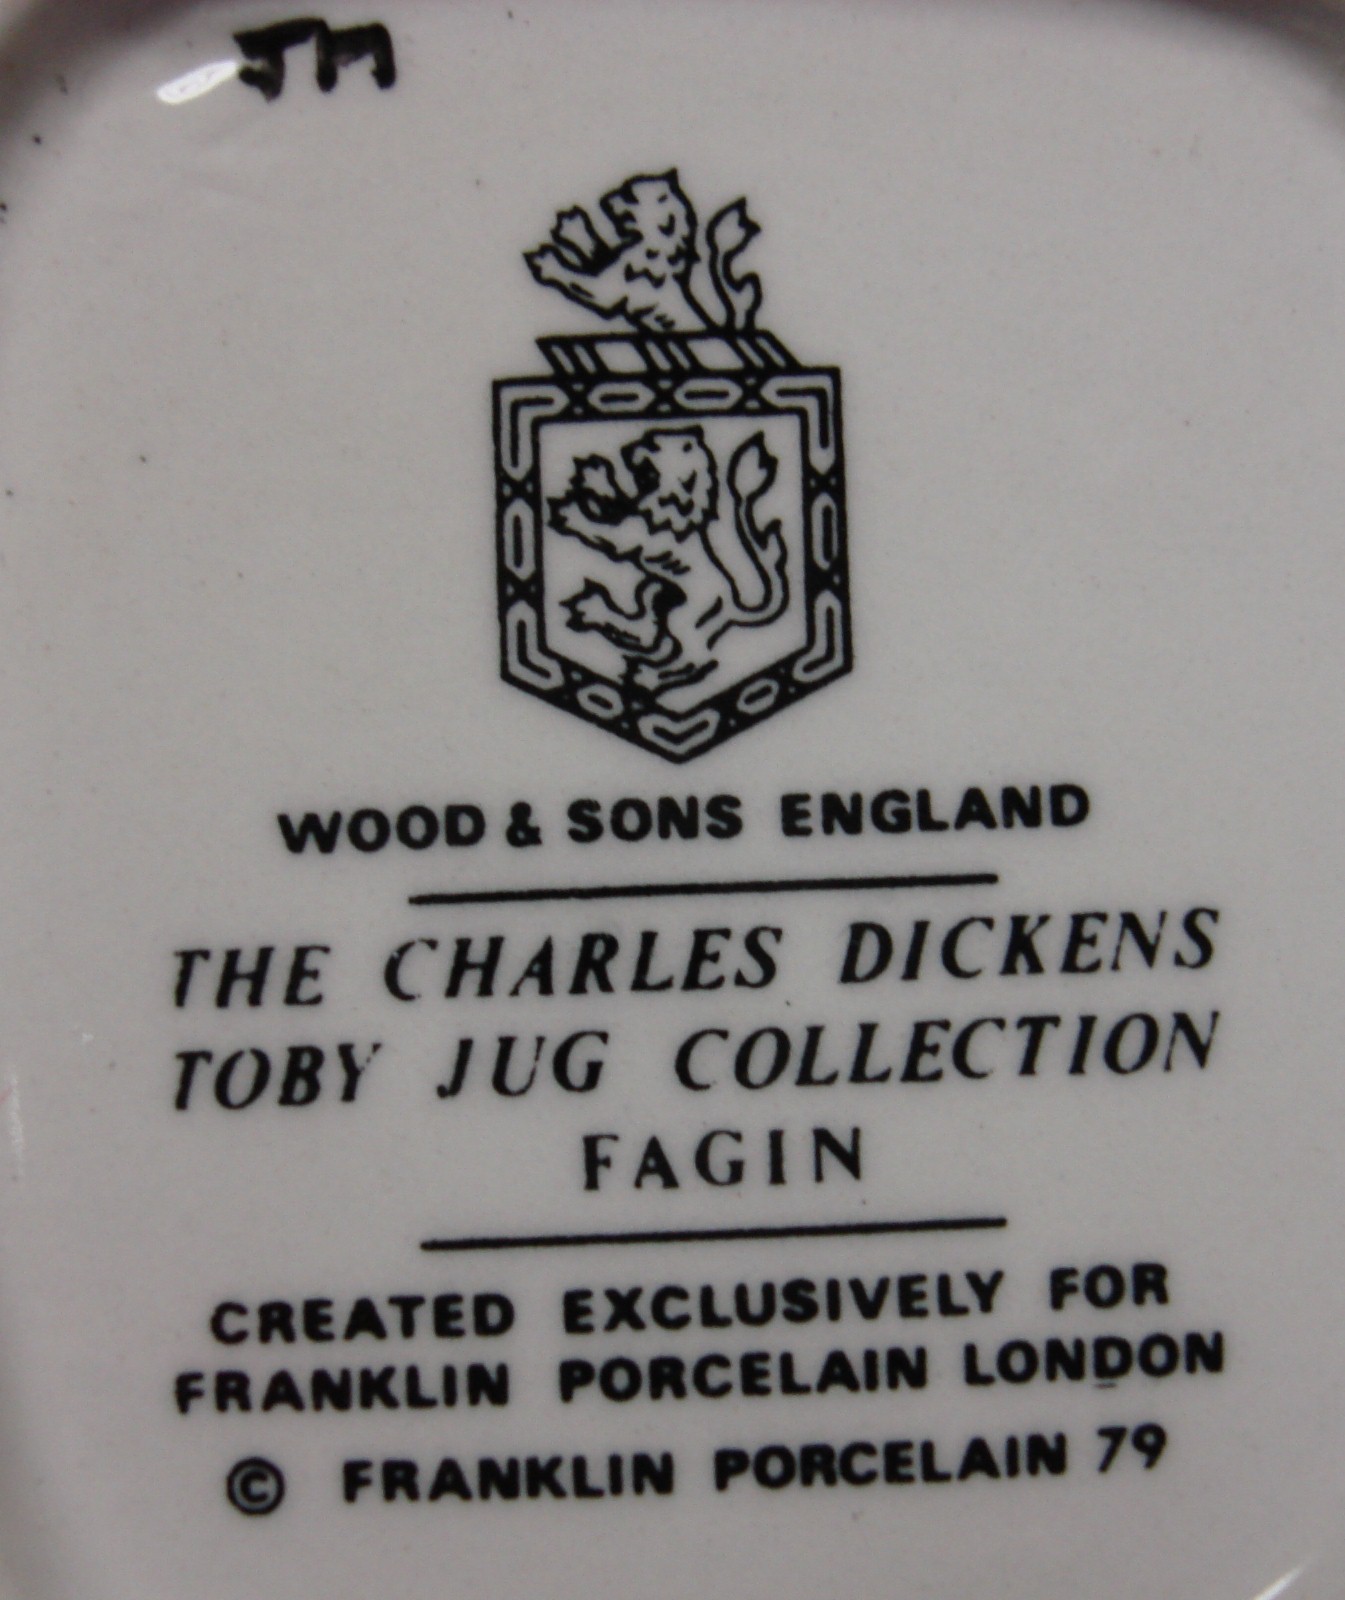 JH
WOOD & SONS ENGLAND
THE CHARLES DICKENS
TOBY JUG COLLECTION
FAGIN
CREATED EXCLUSIVELY FOR
FRANKLIN PORCELAIN LONDON
© FRANKLIN PORCELAIN 79